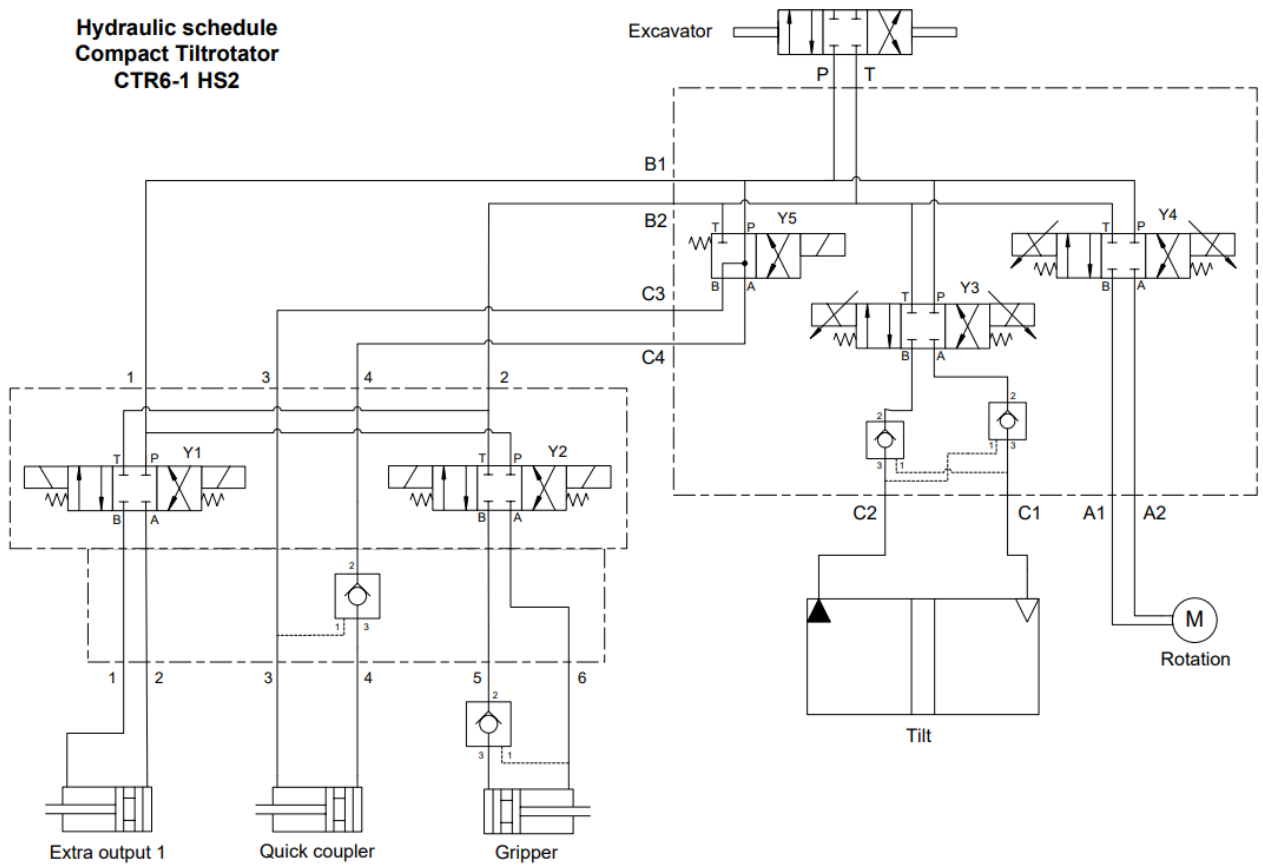 Hydraulic schedule
Compact Tiltrotator
CTR6-1 HS2
Excavator
P T
B1
B2
T P Y5
B A
T P Y4
B A
C3
T P Y3
B A
C4
1 3 4 2
2
2
1 3
3 1
T P Y1
B A
T P Y2
B A
C2 C1 A1 A2
2
1 3
M
Rotation
1 2 3 4 5 6
2
3 1
Tilt
Extra output 1
Quick coupler
Gripper